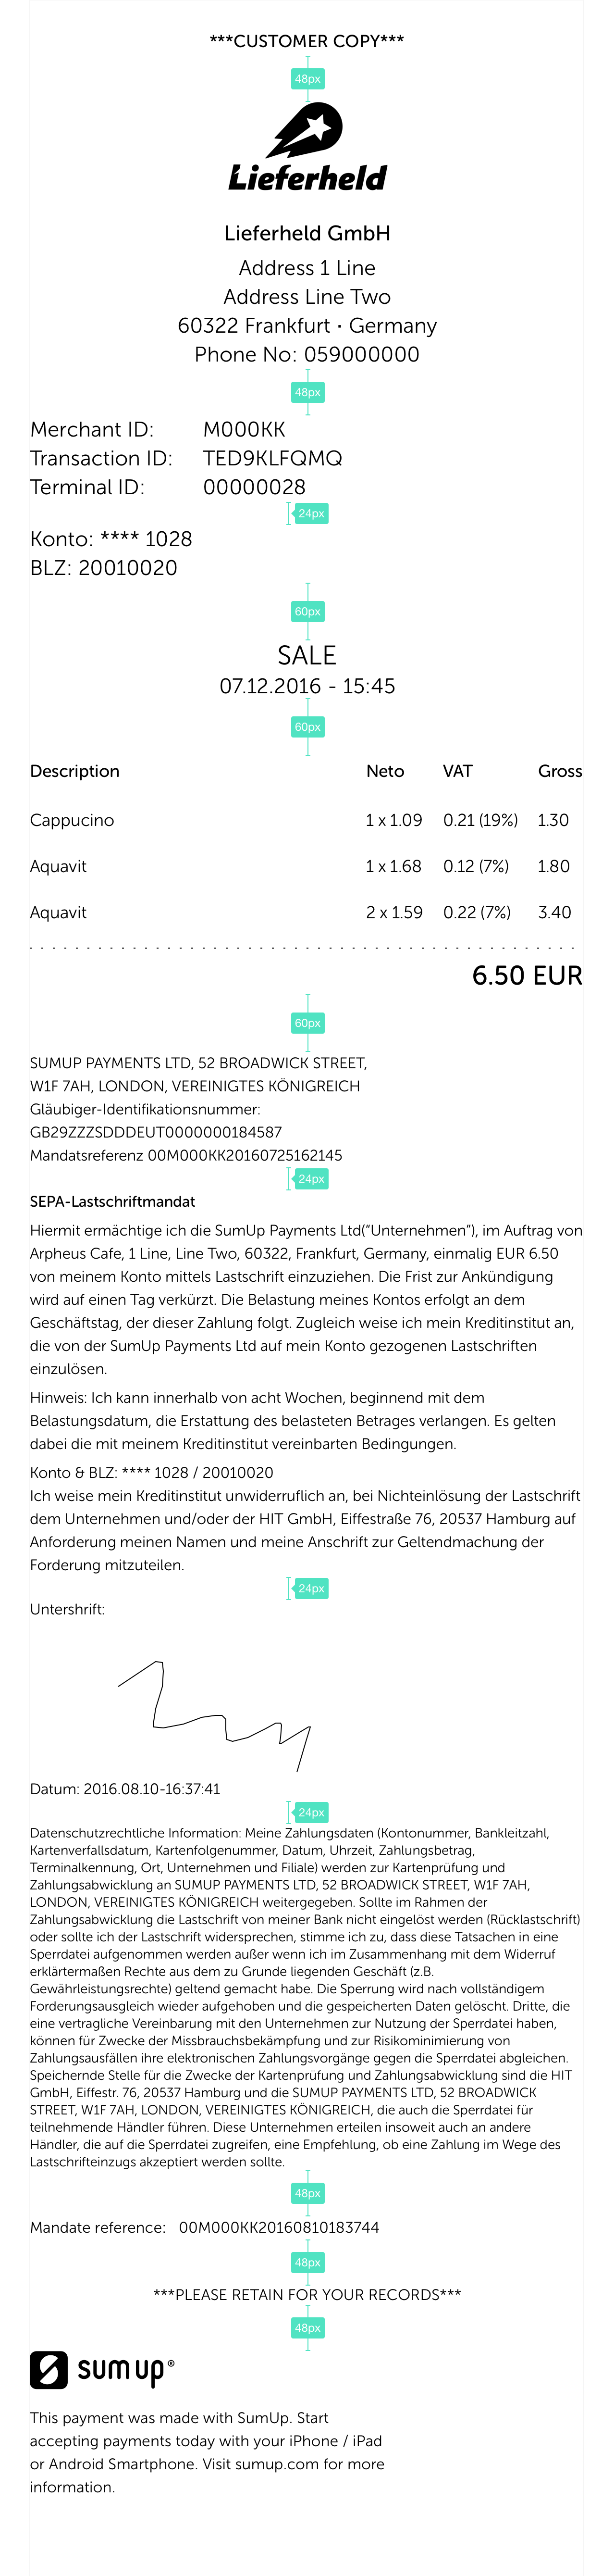 ***CUSTOMER COPY***
48px
Lieferheld
Lieferheld GmbH
Address 1 Line
Address Line Two
60322 Frankfurt · Germany
Phone No: 059000000
48px
Merchant ID: M000KK
Transaction ID: TED9KLFQMQ
Terminal ID: 00000028
24px
Konto: **** 1028
BLZ: 20010020
60px
SALE
07.12.2016 - 15:45
60px
Description Neto VAT Gross
Cappucino 1 x 1.09 0.21 (19%) 1.30
Aquavit 1 x 1.68 0.12 (7%) 1.80
Aquavit 2 x 1.59 0.22 (7%) 3.40
6.50 EUR
60px
SUMUP PAYMENTS LTD, 52 BROADWICK STREET,
W1F 7AH, LONDON, VEREINIGTES KÖNIGREICH
Gläubiger-Identifikationsnummer:
GB29ZZZSDDDEUT0000000184587
Mandatsreferenz 00M000KK20160725162145
24px
SEPA-Lastschriftmandat
Hiermit ermächtige ich die SumUp Payments Ltd(“Unternehmen”), im Auftrag von
Arpheus Cafe, 1 Line, Line Two, 60322, Frankfurt, Germany, einmalig EUR 6.50
von meinem Konto mittels Lastschrift einzuziehen. Die Frist zur Ankündigung
wird auf einen Tag verkürzt. Die Belastung meines Kontos erfolgt an dem
Geschäftstag, der dieser Zahlung folgt. Zugleich weise ich mein Kreditinstitut an,
die von der SumUp Payments Ltd auf mein Konto gezogenen Lastschriften
einzulösen.
Hinweis: Ich kann innerhalb von acht Wochen, beginnend mit dem
Belastungsdatum, die Erstattung des belasteten Betrages verlangen. Es gelten
dabei die mit meinem Kreditinstitut vereinbarten Bedingungen.
Konto & BLZ: **** 1028 / 20010020
Ich weise mein Kreditinstitut unwiderruflich an, bei Nichteinlösung der Lastschrift
dem Unternehmen und/oder der HIT GmbH, Eiffestraße 76, 20537 Hamburg auf
Anforderung meinen Namen und meine Anschrift zur Geltendmachung der
Forderung mitzuteilen.
24px
Untershrift:
Datum: 2016.08.10-16:37:41
24px
Datenschutzrechtliche Information: Meine Zahlungsdaten (Kontonummer, Bankleitzahl,
Kartenverfallsdatum, Kartenfolgenummer, Datum, Uhrzeit, Zahlungsbetrag,
Terminalkennung, Ort, Unternehmen und Filiale) werden zur Kartenprüfung und
Zahlungsabwicklung an SUMUP PAYMENTS LTD, 52 BROADWICK STREET, W1F 7AH,
LONDON, VEREINIGTES KÖNIGREICH weitergegeben. Sollte im Rahmen der
Zahlungsabwicklung die Lastschrift von meiner Bank nicht eingelöst werden (Rücklastschrift)
oder sollte ich der Lastschrift widersprechen, stimme ich zu, dass diese Tatsachen in eine
Sperrdatei aufgenommen werden außer wenn ich im Zusammenhang mit dem Widerruf
erklärtermaßen Rechte aus dem zu Grunde liegenden Geschäft (z.B.
Gewährleistungsrechte) geltend gemacht habe. Die Sperrung wird nach vollständigem
Forderungsausgleich wieder aufgehoben und die gespeicherten Daten gelöscht. Dritte, die
eine vertragliche Vereinbarung mit den Unternehmen zur Nutzung der Sperrdatei haben,
können für Zwecke der Missbrauchsbekämpfung und zur Risikominimierung von
Zahlungsausfällen ihre elektronischen Zahlungsvorgänge gegen die Sperrdatei abgleichen.
Speichernde Stelle für die Zwecke der Kartenprüfung und Zahlungsabwicklung sind die HIT
GmbH, Eiffestr. 76, 20537 Hamburg und die SUMUP PAYMENTS LTD, 52 BROADWICK
STREET, W1F 7AH, LONDON, VEREINIGTES KÖNIGREICH, die auch die Sperrdatei für
teilnehmende Händler führen. Diese Unternehmen erteilen insoweit auch an andere
Händler, die auf die Sperrdatei zugreifen, eine Empfehlung, ob eine Zahlung im Wege des
Lastschrifteinzugs akzeptiert werden sollte.
48px
Mandate reference: 00M000KK20160810183744
48px
***PLEASE RETAIN FOR YOUR RECORDS***
48px
sumup®
This payment was made with SumUp. Start
accepting payments today with your iPhone / iPad
or Android Smartphone. Visit sumup.com for more
information.